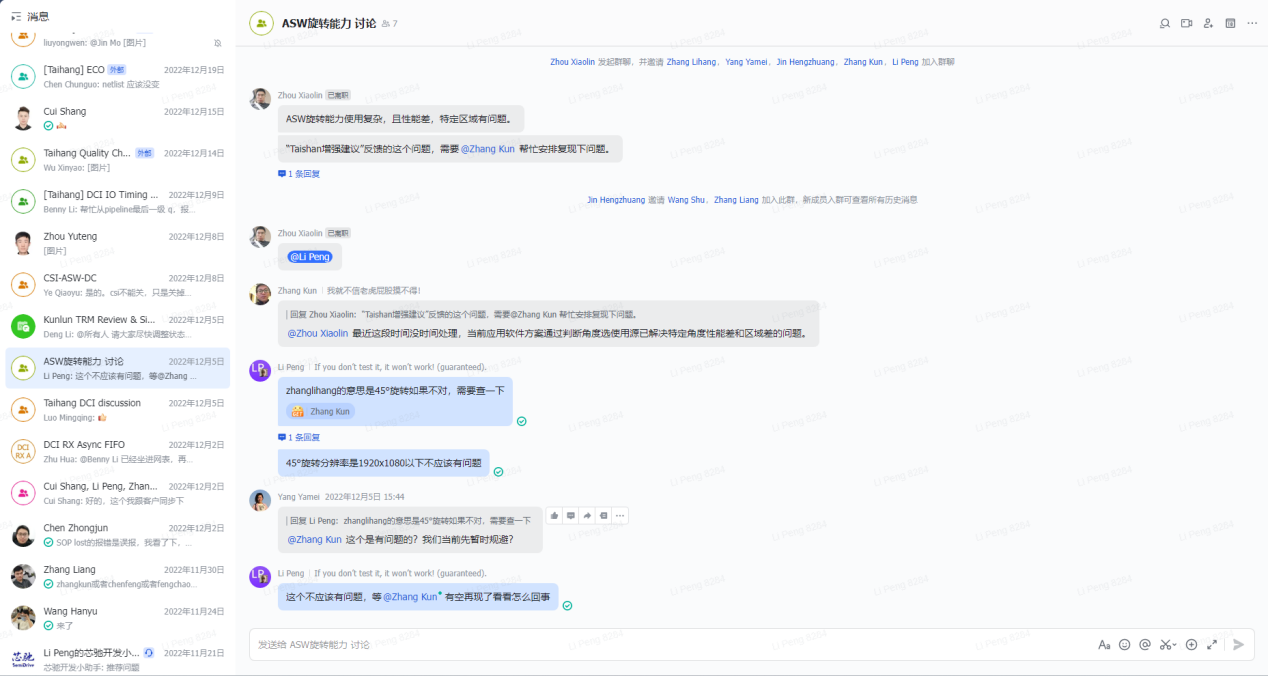 消息
liuyongwen: @Jin Mo [图片]
[Taihang] ECO 外部 2022年12月19日
Chen Chunguo: netlist 应该没变
Cui Shang 2022年12月15日
Taihang Quality Ch... 外部 2022年12月14日
Wu Xinyao: [图片]
[Taihang] DCI IO Timing ... 2022年12月9日
Benny Li: 帮忙从pipeline最后一级 q，报...
Zhou Yuteng 2022年12月8日
[图片]
CSI-ASW-DC 2022年12月8日
Ye Qiaoyu: 是的。csi不能关，只是关掉...
Kunlun TRM Review & Si... 2022年12月5日
Deng Li: @所有人 请大家尽快调整状态...
ASW旋转能力 讨论 2022年12月5日
Li Peng: 这个不应该有问题，等@Zhang ...
Taihang DCI discussion 2022年12月5日
Luo Mingqing:
DCI RX A
DCI RX Async FIFO 2022年12月2日
Zhu Hua: @Benny Li 已经坐进网表，再...
Cui Shang, Li Peng, Zhan... 2022年12月2日
Cui Shang: 好的，这个我跟客户同步下
Chen Zhongjun 2022年12月2日
SOP lost的报错是误报，我看了下，...
Zhang Liang 2022年11月30日
zhangkun或者chenfeng或者fengchao...
Wang Hanyu 2022年11月24日
来了
芯驰 SemiDrive
Li Peng的芯驰开发小... 2022年11月21日
芯驰开发小助手: 推荐问题
ASW旋转能力 讨论 7
Zhou Xiaolin 发起群聊，并邀请 Zhang Lihang、Yang Yamei、Jin Hengzhuang、Zhang Kun、Li Peng 加入群聊
Zhou Xiaolin 已离职
ASW旋转能力使用复杂，且性能差，特定区域有问题。
“Taishan增强建议”反馈的这个问题，需要 @Zhang Kun 帮忙安排复现下问题。
1 条回复
Jin Hengzhuang 邀请 Wang Shu、Zhang Liang 加入此群，新成员入群可查看所有历史消息
Zhou Xiaolin 已离职
@Li Peng
Zhang Kun | 我就不信老虎屁股摸不得!
| 回复 Zhou Xiaolin: “Taishan增强建议”反馈的这个问题，需要@Zhang Kun 帮忙安排复现下问题。
@Zhou Xiaolin 最近这段时间没时间处理，当前应用软件方案通过判断角度选使用源已解决特定角度性能差和区域差的问题。
LP
Li Peng | If you don't test it, it won't work! (guaranteed).
zhanglihang的意思是45°旋转如果不对，需要查一下
Zhang Kun
1 条回复
45°旋转分辨率是1920x1080以下不应该有问题
Yang Yamei 2022年12月5日 15:44
| 回复 Li Peng: zhanglihang的意思是45°旋转如果不对，需要查一下
@Zhang Kun 这个是有问题的？我们当前先暂时规避？
LP
Li Peng | If you don't test it, it won't work! (guaranteed).
这个不应该有问题，等 @Zhang Kun 有空再现了看看怎么回事
发送给 ASW旋转能力 讨论
Aa
Li Peng 8264